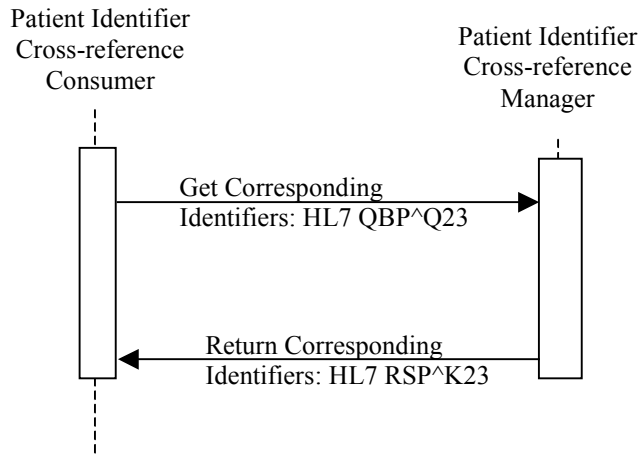 Patient Identifier
Cross-reference
Consumer
Patient Identifier
Cross-reference
Manager
Get Corresponding
Identifiers: HL7 QBP^Q23
Return Corresponding
Identifiers: HL7 RSP^K23